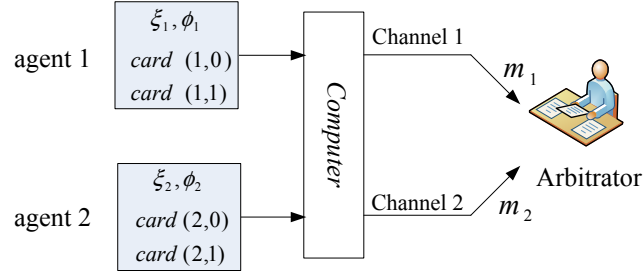 agent 1
ξ₁, ϕ₁
card (1,0)
card (1,1)
Computer
Channel 1
m₁
Arbitrator
agent 2
ξ₂, ϕ₂
card (2,0)
card (2,1)
Channel 2
m₂